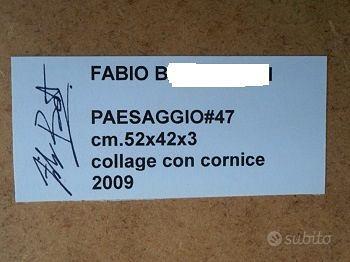 FABIO B I
PAESAGGIO#47
cm.52x42x3
collage con cornice
2009
subito